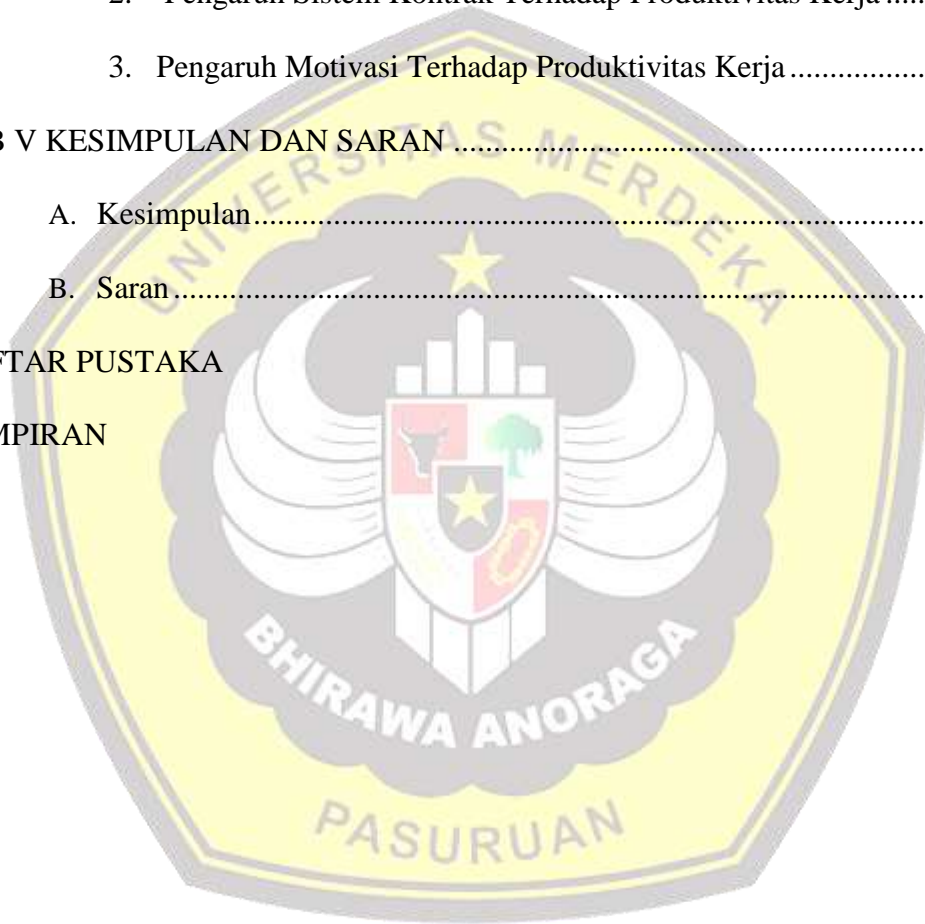 2. Pengaruh Sistem Kontrak Terhadap Produktivitas Kerja .....
3. Pengaruh Motivasi Terhadap Produktivitas Kerja .................
B V KESIMPULAN DAN SARAN ............................................................
A. Kesimpulan......................................................................................
B. Saran................................................................................................
FTAR PUSTAKA
MPIRAN
UNIVERSITAS MERDEKA
BHIRAWA ANORAGA
PASURUAN